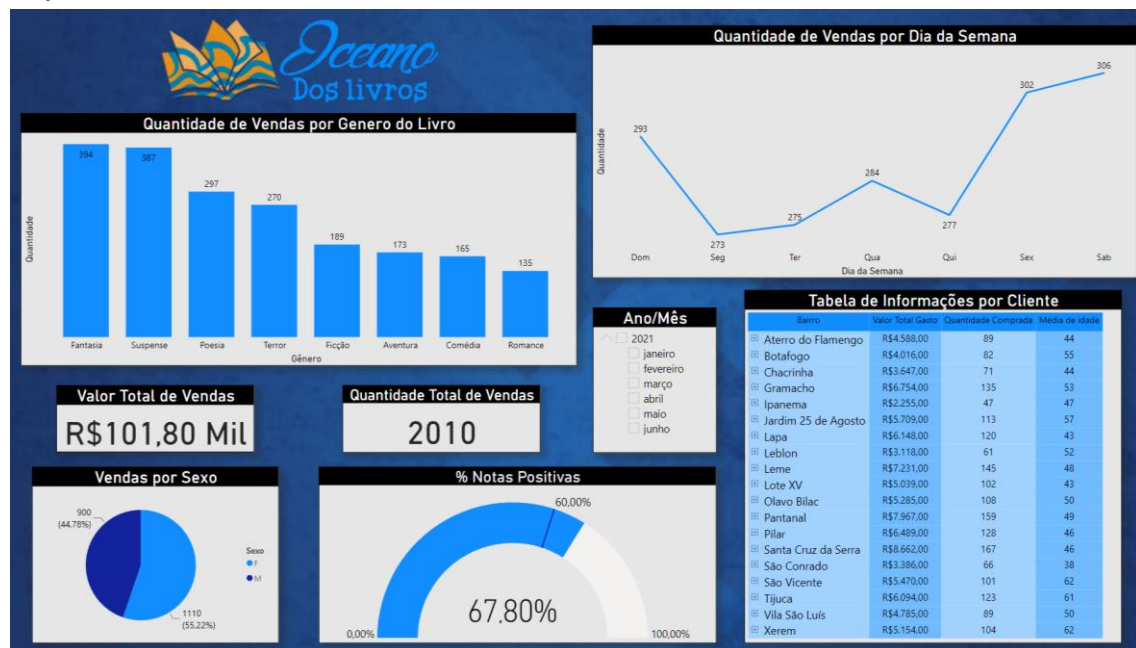 Oceano
Dos livros
Quantidade de Vendas por Genero do Livro
Quantidade
394
387
297
270
189
173
165
135
Fantasia Suspense Poesia Terror Ficção Aventura Comédia Romance
Gênero
Quantidade de Vendas por Dia da Semana
Quantidade
293
273
275
284
277
302
306
Dom Seg Ter Qua Qui Sex Sab
Dia da Semana
Valor Total de Vendas
R$101,80 Mil
Quantidade Total de Vendas
2010
Ano/Mês
2021
janeiro
fevereiro
março
abril
maio
junho
Vendas por Sexo
900
(44.78%)
1110
(55.22%)
Sexo
F
M
% Notas Positivas
60,00%
67,80%
0,00%
100,00%
Tabela de Informações por Cliente
Bairro Valor Total Gasto Quantidade Comprada Média de idade
Aterro do Flamengo R$4.588,00 89 44
Botafogo R$4.016,00 82 55
Chacrinha R$3.647,00 71 44
Gramacho R$6.754,00 135 53
Ipanema R$2.255,00 47 47
Jardim 25 de Agosto R$5.709,00 113 57
Lapa R$6.148,00 120 43
Leblon R$3.118,00 61 52
Leme R$7.231,00 145 48
Lote XV R$5.039,00 102 43
Olavo Bilac R$5.285,00 108 50
Pantanal R$7.967,00 159 49
Pilar R$6.489,00 128 46
Santa Cruz da Serra R$8.662,00 167 46
São Conrado R$3.386,00 66 38
São Vicente R$5.470,00 101 62
Tijuca R$6.094,00 123 61
Vila São Luís R$4.785,00 89 50
Xerem R$5.154,00 104 62